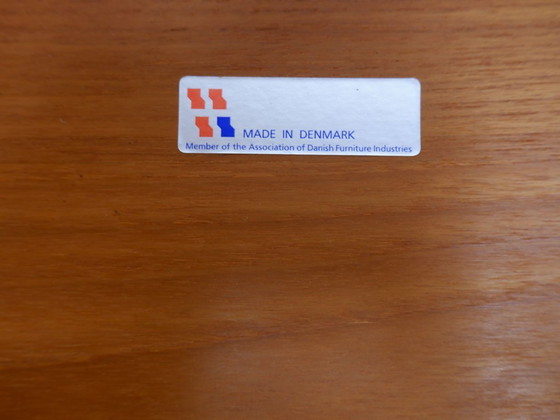 MADE IN DENMARK
Member of the Association of Danish Furniture Industries